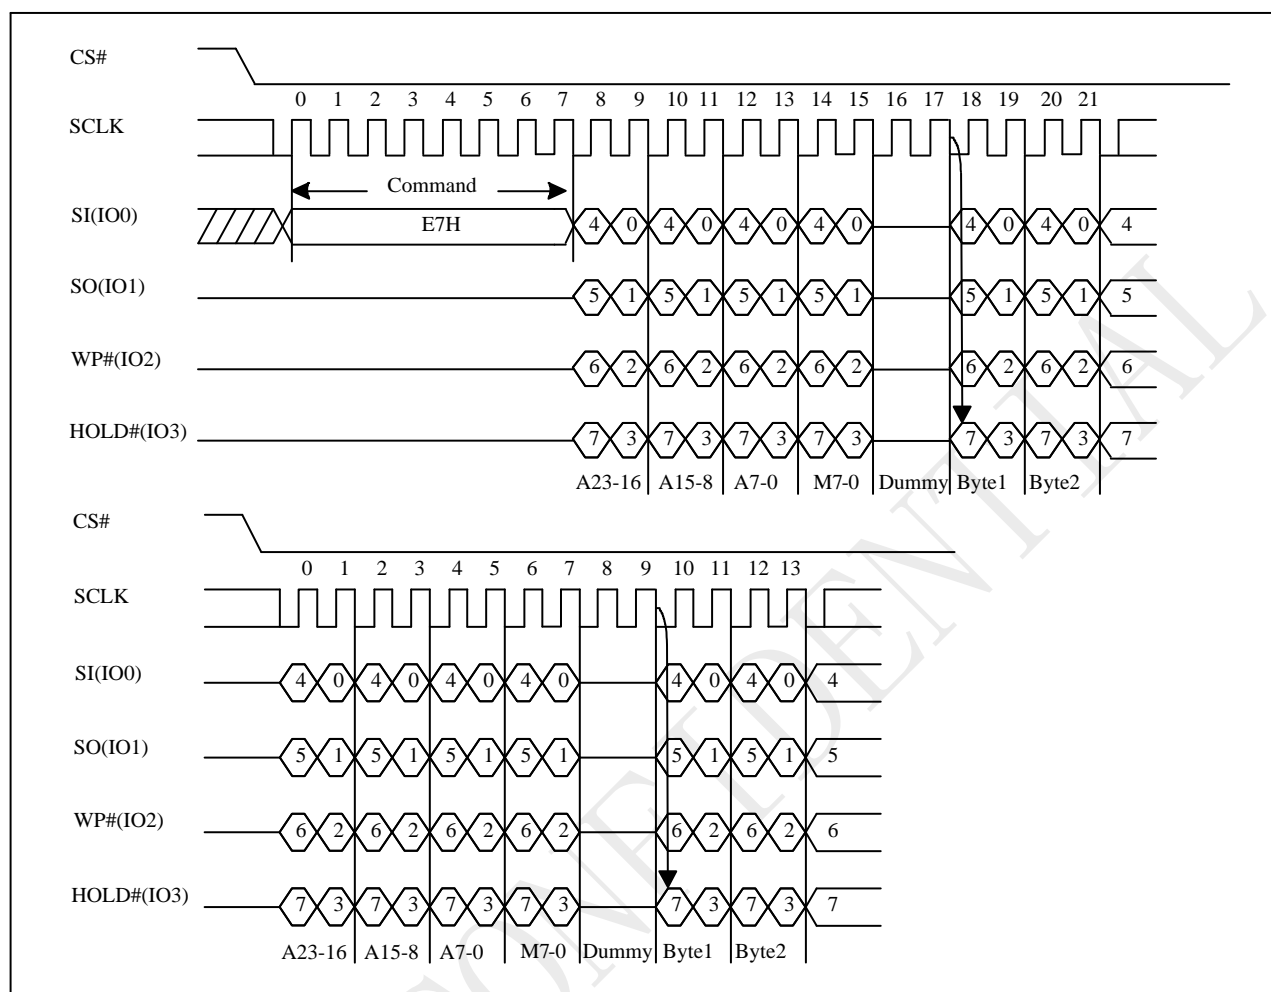 CS#
0 1 2 3 4 5 6 7 8 9 10 11 12 13 14 15 16 17 18 19 20 21
SCLK
Command
SI(IO0) E7H 4 0 4 0 4 0 4 0 4 0 4 0 4
SO(IO1) 5 1 5 1 5 1 5 1 5 1 5 1 5
WP#(IO2) 6 2 6 2 6 2 6 2 6 2 6 2 6
HOLD#(IO3) 7 3 7 3 7 3 7 3 7 3 7 3 7
A23-16 A15-8 A7-0 M7-0 Dummy Byte1 Byte2
CS#
0 1 2 3 4 5 6 7 8 9 10 11 12 13
SCLK
SI(IO0) 4 0 4 0 4 0 4 0 4 0 4 0 4
SO(IO1) 5 1 5 1 5 1 5 1 5 1 5 1 5
WP#(IO2) 6 2 6 2 6 2 6 2 6 2 6 2 6
HOLD#(IO3) 7 3 7 3 7 3 7 3 7 3 7 3 7
A23-16 A15-8 A7-0 M7-0 Dummy Byte1 Byte2